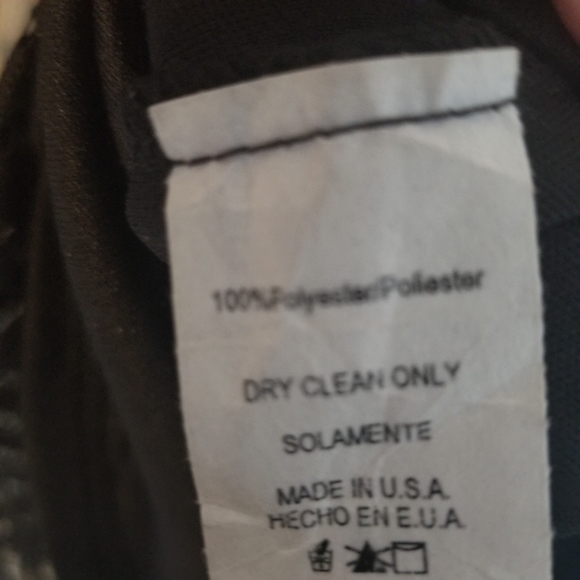 100%Polyester/Poliester
DRY CLEAN ONLY
SOLAMENTE
MADE IN U.S.A.
HECHO EN E.U.A.